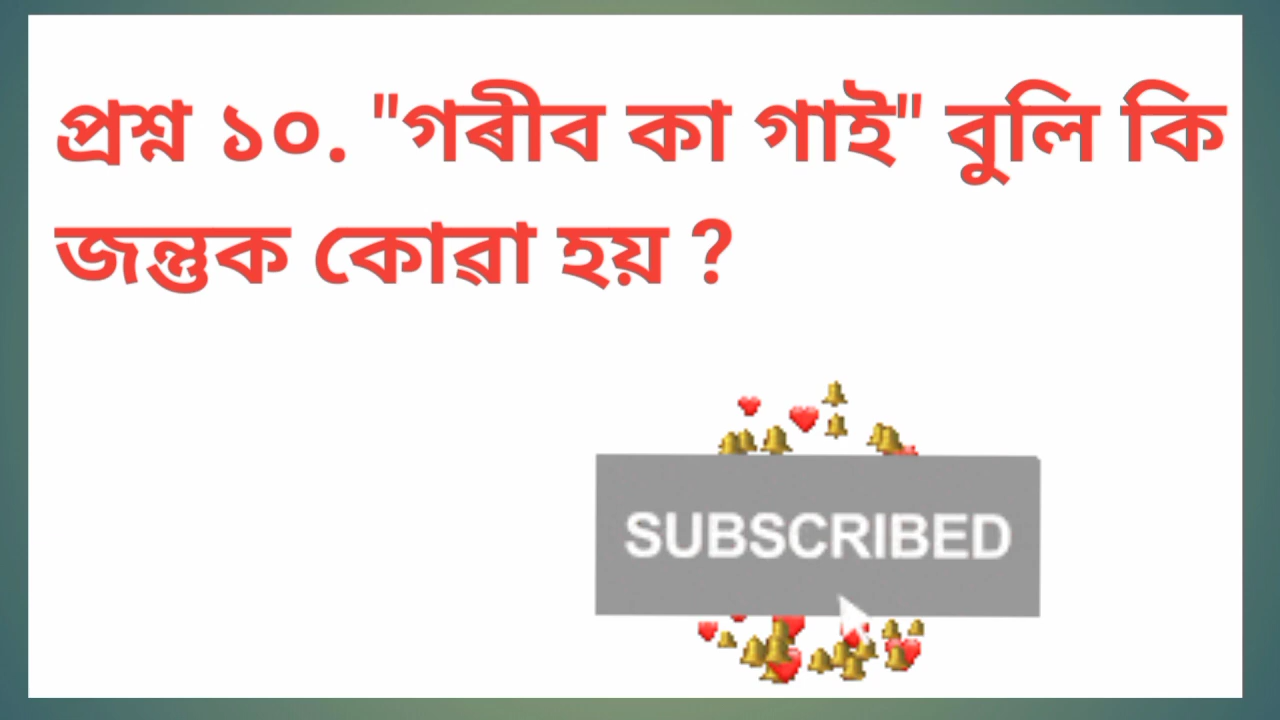 প্ৰশ্ন ১০. "গৰীব কা গাই" বুলি কি
জন্তুক কোৱা হয় ?
SUBSCRIBED